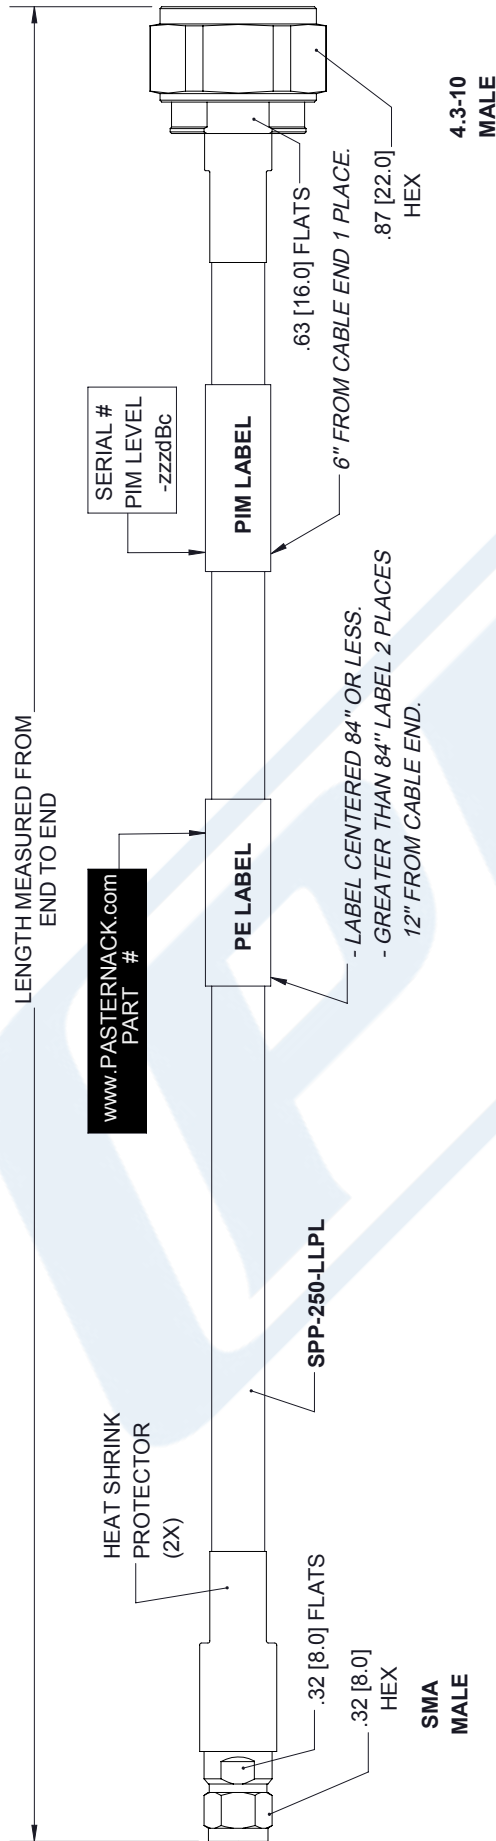 LENGTH MEASURED FROM
END TO END
HEAT SHRINK
PROTECTOR
(2X)
www.PASTERNACK.com
PART #
SERIAL #
PIM LEVEL
-zzzdBc
PE LABEL
PIM LABEL
.32 [8.0] FLATS
.32 [8.0]
HEX
SMA
MALE
SPP-250-LLPL
- LABEL CENTERED 84" OR LESS.
- GREATER THAN 84" LABEL 2 PLACES
12" FROM CABLE END.
6" FROM CABLE END 1 PLACE.
.63 [16.0] FLATS
.87 [22.0]
HEX
4.3-10
MALE